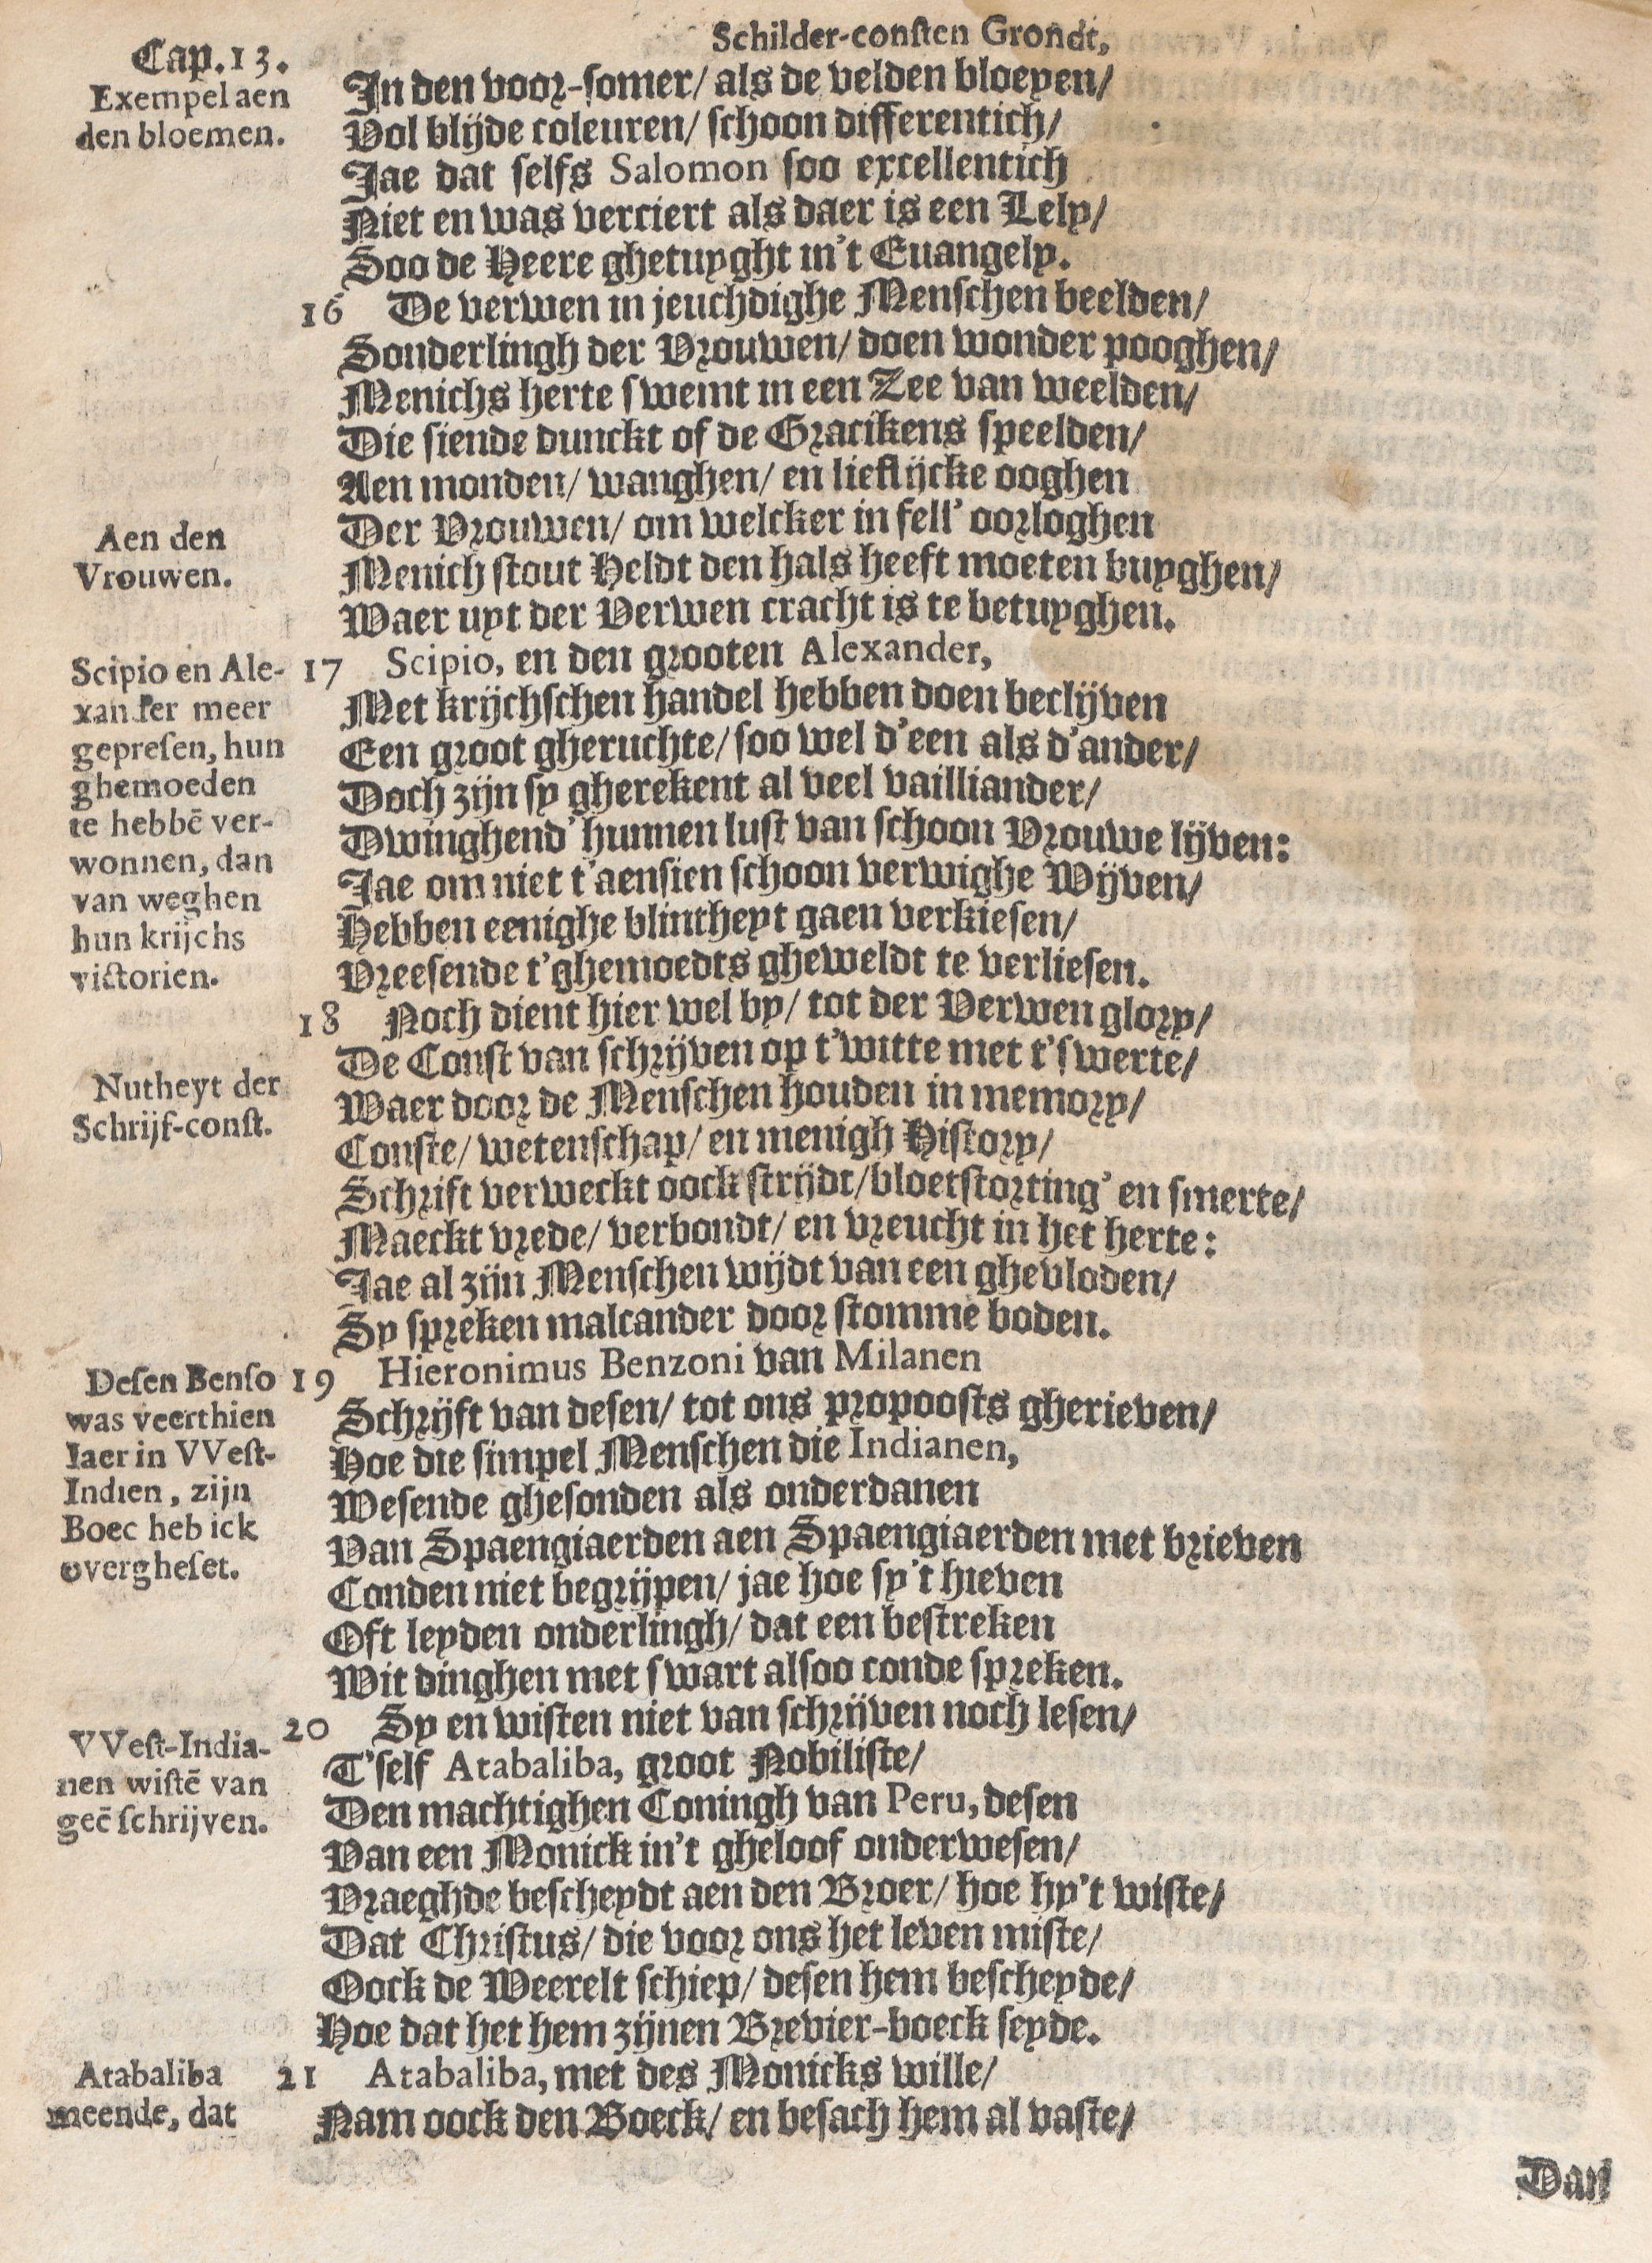 Schilder-consten Grondt,
Cap. 13.
Exempel aen
den bloemen.
In den voor-somer/ als de velden bloeyen/
Vol blijde coleuren/ schoon differentich/
Jae dat selfs Salomon soo excellentich
Niet en was verciert als daer is een Lely/
Soo de Heere ghetuyght in't Euangely.
16 De verwen in jeuchdighe Menschen beelden/
Sonderlingh der Vrouwen/ doen wonder pooghen/
Menichs herte swemt in een Zee van weelden/
Die siende dunckt of de Gracikens speelden/
Aen monden/ wanghen/ en lieflijcke ooghen
Aen den
Vrouwen.
Der Vrouwen/ om welcker in fell' oorloghen
Menich stout Heldt den hals heeft moeten buyghen/
Waer uyt der Verwen cracht is te betuyghen.
Scipio en Ale-
xander meer
gepresen, hun
ghemoeden
te hebbē ver-
wonnen, dan
van weghen
hun krijchs
victorien.
17 Scipio, en den grooten Alexander,
Met krijchschen handel hebben doen beclijven
Een groot gheruchte/ soo wel d'een als d'ander/
Doch zijn sy gherekent al veel vailliander/
Dwinghend' hunnen lust van schoon Vrouwe lijven:
Jae om niet t'aensien schoon verwighe Wijven/
Hebben eenighe blintheyt gaen verkiesen/
Vreesende t'ghemoedts gheweldt te verliesen.
18 Noch dient hier wel by/ tot der Verwen glory/
De Const van schrijven op t'witte met t'swerte/
Nutheyt der
Schrijf-const.
Waer door de Menschen houden in memory/
Conste/ wetenschap/ en menigh History/
Schrift verweckt oock strijdt/ bloetstorting' en smerte/
Maeckt vrede/ verbondt/ en vreucht in het herte:
Jae al zijn Menschen wijdt van een ghevloden/
Sy spreken malcander door stomme boden.
Desen Benso
was veerthien
Iaer in VVest-
Indien, zijn
Boec heb ick
overgheset.
19 Hieronimus Benzoni van Milanen
Schrijft van desen/ tot ons propoosts gherieven/
Hoe die simpel Menschen die Indianen,
Wesende ghesonden als onderdanen
Van Spaengiaerden aen Spaengiaerden met brieven
Conden niet begrijpen/ jae hoe sy't hieven
Oft leyden onderlingh/ dat een bestreken
Wit dinghen met swart alsoo conde spreken.
VVest-India-
nen wistē van
geē schrijven.
20 Sy en wisten niet van schrijven noch lesen/
T'self Atabaliba, groot Nobiliste/
Den machtighen Coningh van Peru, desen
Van een Monick in't gheloof onderwesen/
Vraeghde bescheydt aen den Broer/ hoe hy't wiste/
Dat Christus/ die voor ons het leven miste/
Oock de Weerelt schiep/ desen hem bescheyde/
Hoe dat het hem zijnen Brevier-boeck seyde.
Atabaliba
meende, dat
21 Atabaliba, met des Monicks wille/
Nam oock den Boeck/ en besach hem al vaste/
Dan